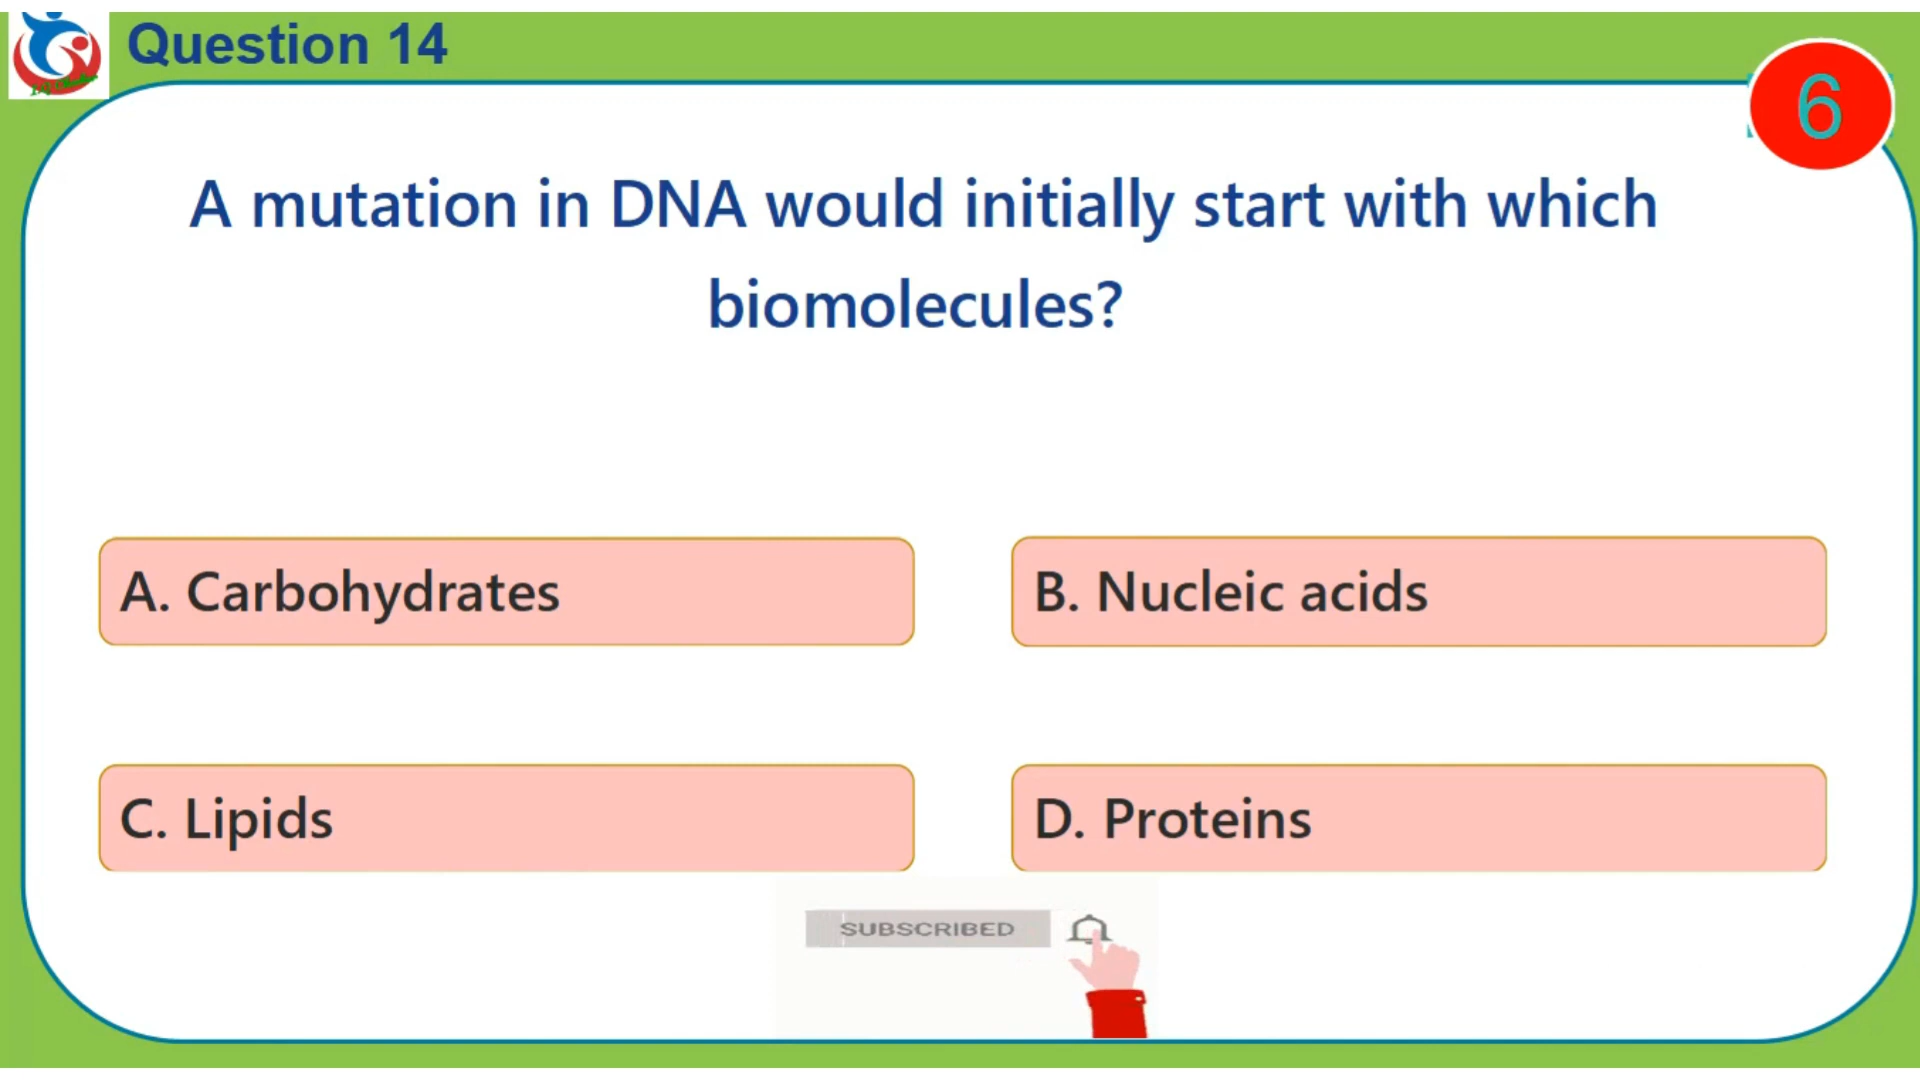 Question 14
6
A mutation in DNA would initially start with which
biomolecules?
A. Carbohydrates
B. Nucleic acids
C. Lipids
D. Proteins
SUBSCRIBED